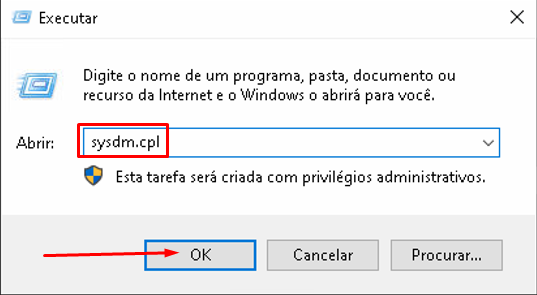 Executar
Digite o nome de um programa, pasta, documento ou
recurso da Internet e o Windows o abrirá para você.
Abrir: sysdm.cpl
Esta tarefa será criada com privilégios administrativos.
OK Cancelar Procurar...